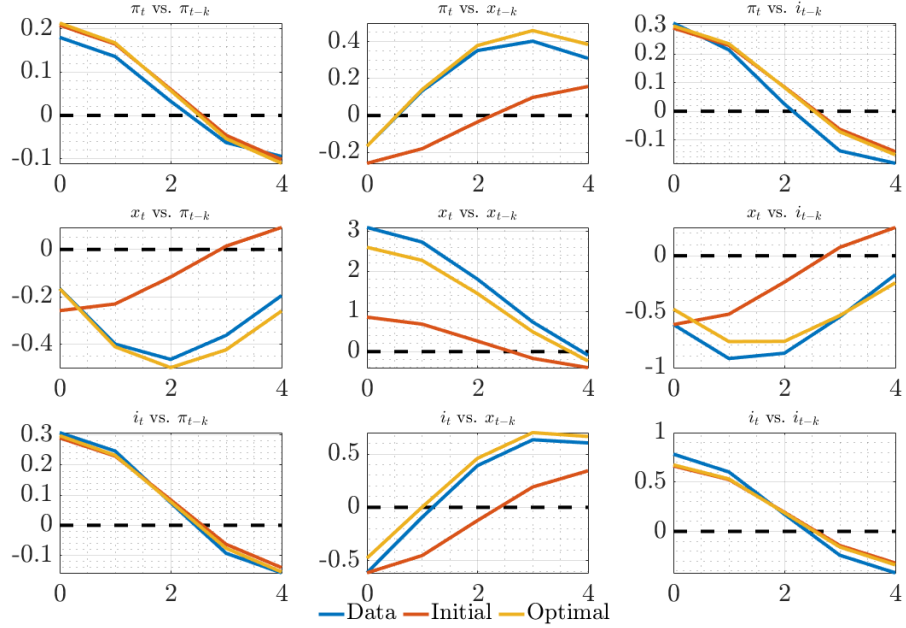 π_t vs. π_{t−k}
π_t vs. x_{t−k}
π_t vs. i_{t−k}
0.2
0.1
0
-0.1
0 2 4
0.4
0.2
0
-0.2
0 2 4
0.3
0.2
0.1
0
-0.1
0 2 4
x_t vs. π_{t−k}
x_t vs. x_{t−k}
x_t vs. i_{t−k}
0
-0.2
-0.4
0 2 4
3
2
1
0
0 2 4
0
-0.5
-1
0 2 4
i_t vs. π_{t−k}
i_t vs. x_{t−k}
i_t vs. i_{t−k}
0.3
0.2
0.1
0
-0.1
0 2 4
0.5
0
-0.5
0 2 4
1
0.5
0
0 2 4
Data Initial Optimal